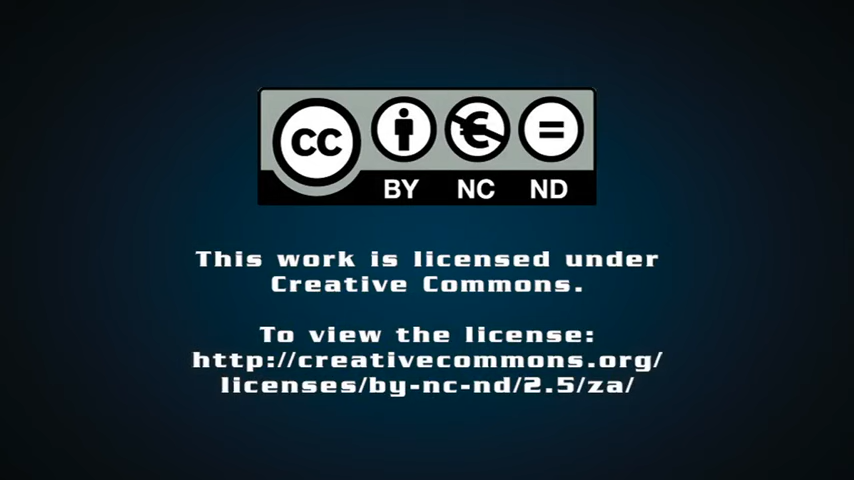 cc
BY NC ND
This work is licensed under
Creative Commons.
To view the license:
http://creativecommons.org/
licenses/by-nc-nd/2.5/za/